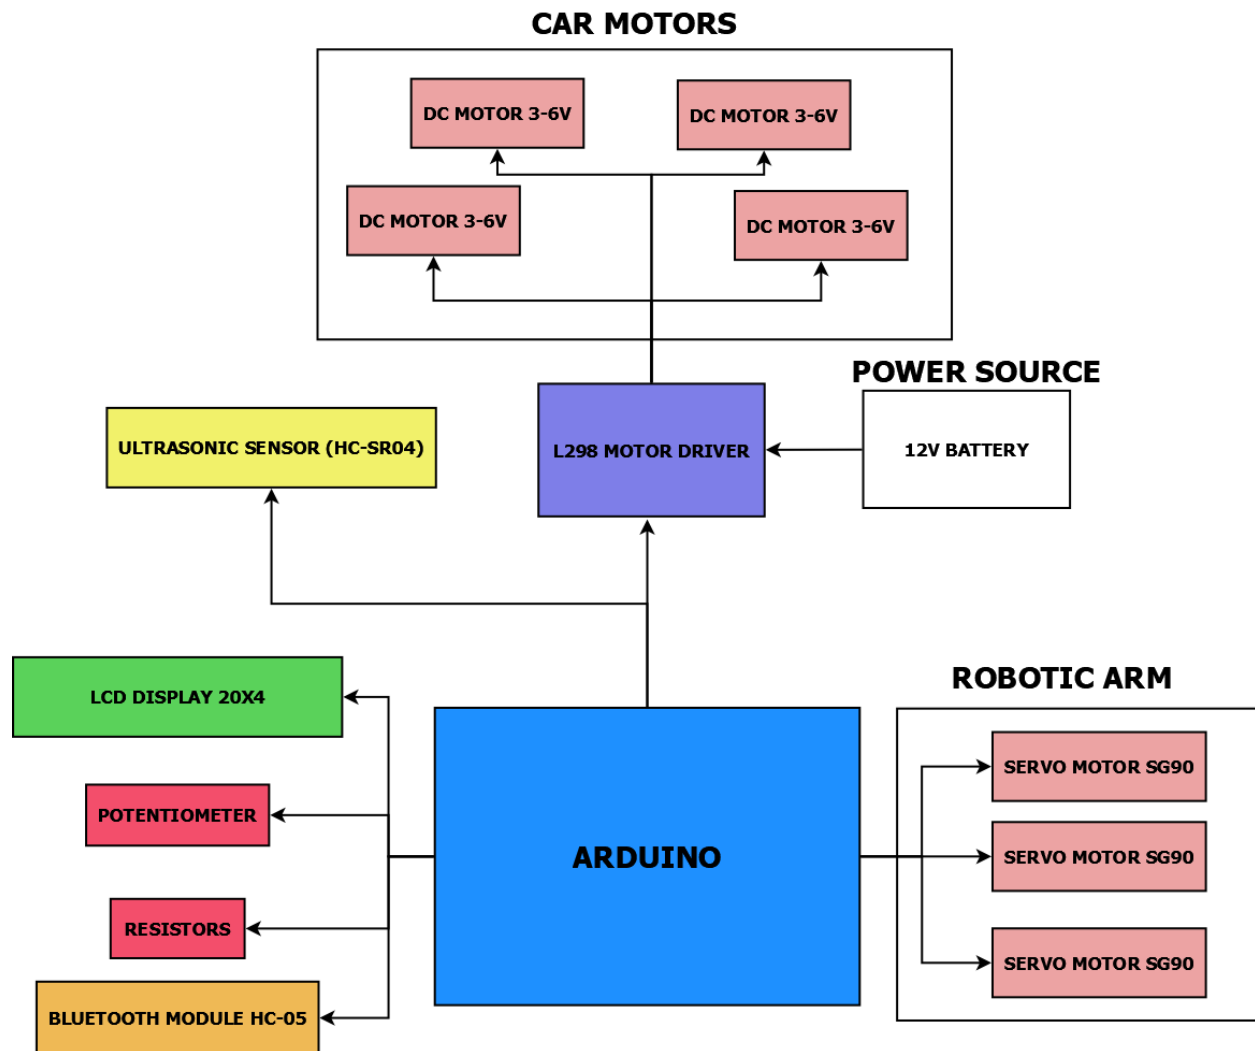 CAR MOTORS
DC MOTOR 3-6V
DC MOTOR 3-6V
DC MOTOR 3-6V
DC MOTOR 3-6V
POWER SOURCE
ULTRASONIC SENSOR (HC-SR04)
L298 MOTOR DRIVER
12V BATTERY
LCD DISPLAY 20X4
ROBOTIC ARM
SERVO MOTOR SG90
POTENTIOMETER
ARDUINO
SERVO MOTOR SG90
RESISTORS
SERVO MOTOR SG90
BLUETOOTH MODULE HC-05